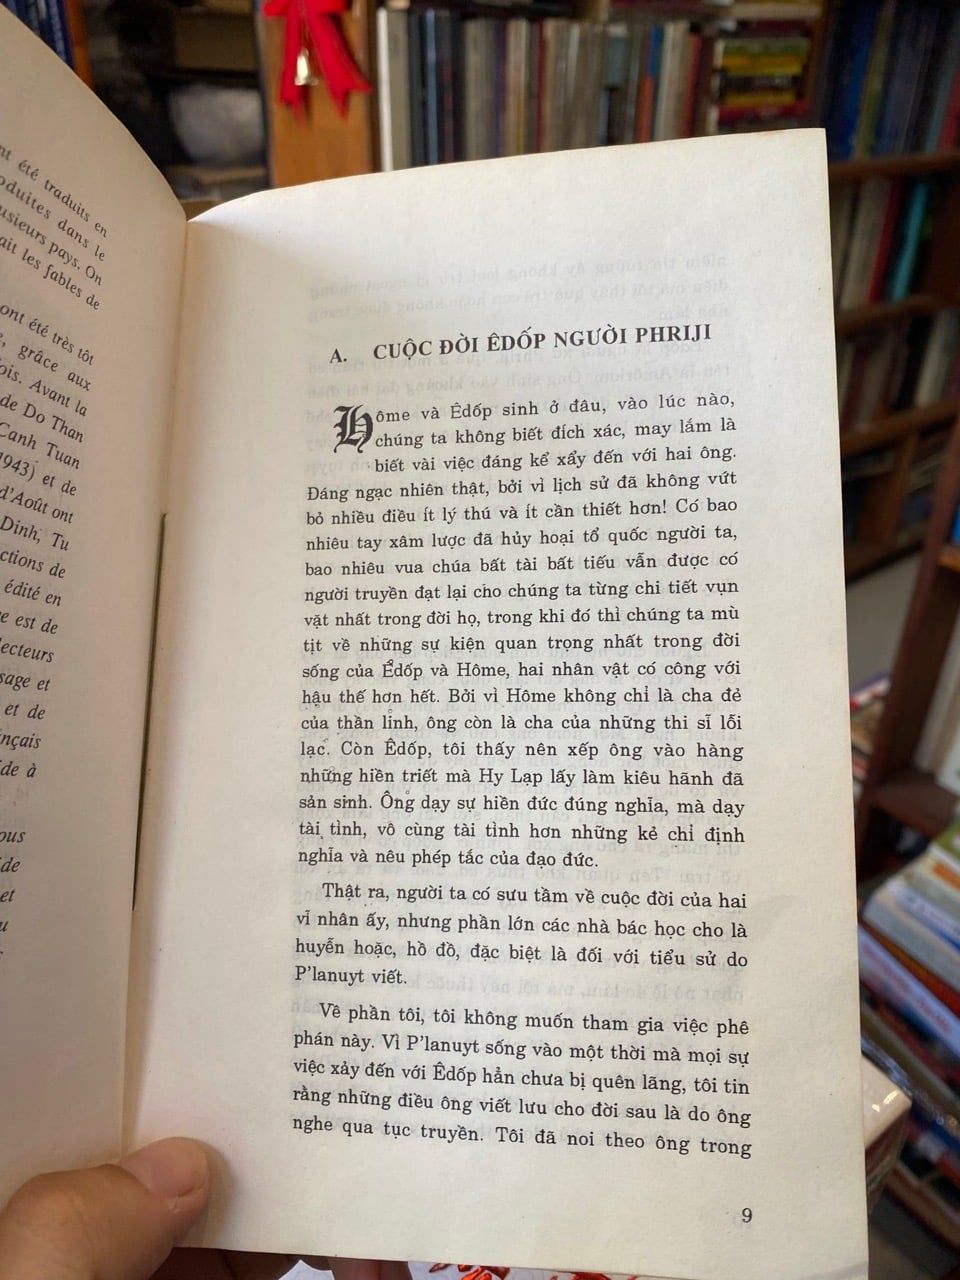 été traduits en
dans le
pays. On
les fables de
ont été très tôt
grâce aux
Avant la
de Do Than
Canh Tuan
1943) et de
d'Août ont
Dinh, Tu
de
édité en
est de
et
et de
à
de
et
A. CUỘC ĐỜI ÊDỐP NGƯỜI PHRIJI
Hôme và Êdốp sinh ở đâu, vào lúc nào,
chúng ta không biết đích xác, may lắm là
biết vài việc đáng kể xẩy đến với hai ông.
Đáng ngạc nhiên thật, bởi vì lịch sử đã không vứt
bỏ nhiều điều ít lý thú và ít cần thiết hơn! Có bao
nhiêu tay xâm lược đã hủy hoại tổ quốc người ta,
bao nhiêu vua chúa bất tài bất tiếu vẫn được có
người truyền đạt lại cho chúng ta từng chi tiết vụn
vặt nhất trong đời họ, trong khi đó thì chúng ta mù
tịt về những sự kiện quan trọng nhất trong đời
sống của Êdốp và Hôme, hai nhân vật có công với
hậu thế hơn hết. Bởi vì Hôme không chỉ là cha đẻ
của thần linh, ông còn là cha của những thi sĩ lỗi
lạc. Còn Êdốp, tôi thấy nên xếp ông vào hàng
những hiền triết mà Hy Lạp lấy làm kiêu hãnh đã
sản sinh. Ông dạy sự hiền đức đúng nghĩa, mà dạy
tài tình, vô cùng tài tình hơn những kẻ chỉ định
nghĩa và nêu phép tắc của đạo đức.
Thật ra, người ta có sưu tầm về cuộc đời của hai
vĩ nhân ấy, nhưng phần lớn các nhà bác học cho là
huyễn hoặc, hồ đồ, đặc biệt là đối với tiểu sử do
P'lanuyt viết.
Về phần tôi, tôi không muốn tham gia việc phê
phán này. Vì P'lanuyt sống vào một thời mà mọi sự
việc xảy đến với Êdốp hẳn chưa bị quên lãng, tôi tin
rằng những điều ông viết lưu cho đời sau là do ông
nghe qua tục truyền. Tôi đã noi theo ông trong
9